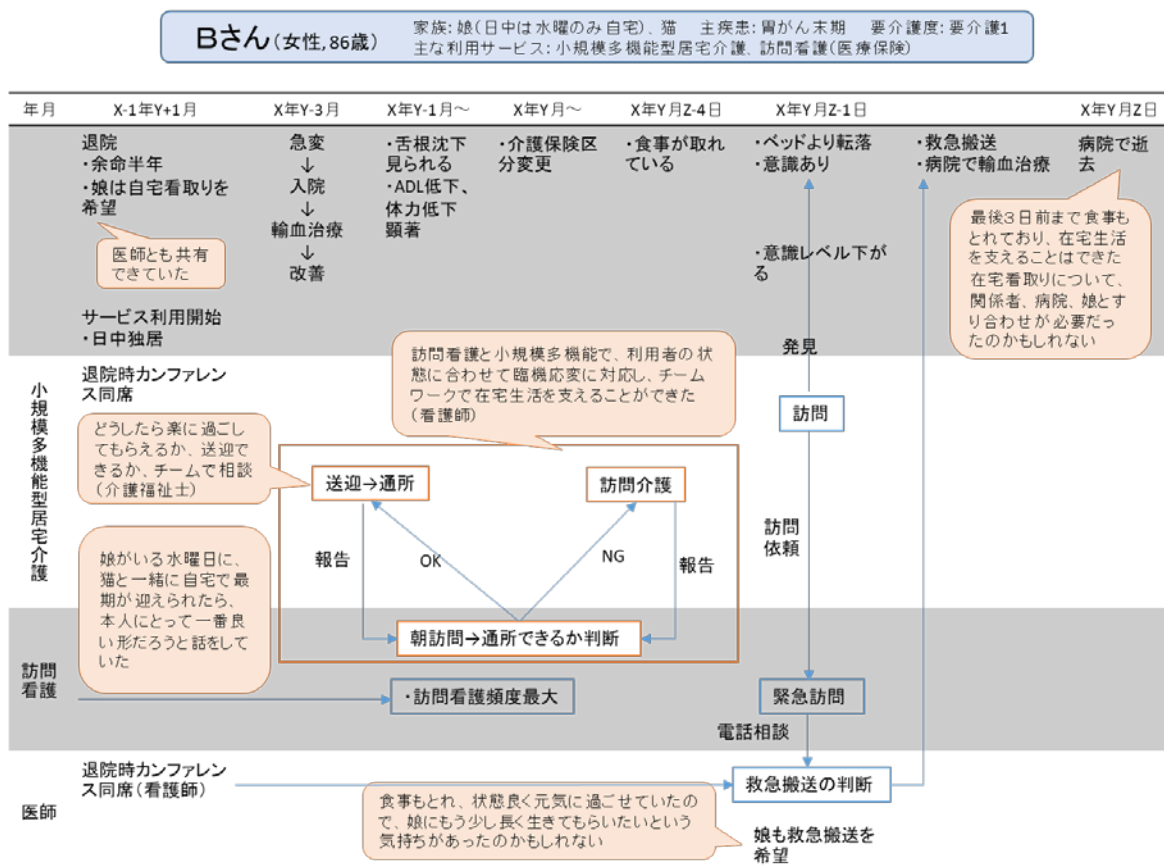 Bさん(女性,86歳)
家族:娘(日中は水曜のみ自宅)、猫　主疾患:胃がん末期　要介護度:要介護1
主な利用サービス:小規模多機能型居宅介護、訪問看護(医療保険)
年月
X-1年Y+1月
X年Y-3月
X年Y-1月～
X年Y月～
X年Y月Z-4日
X年Y月Z-1日
X年Y月Z日
退院
・余命半年
・娘は自宅看取りを
希望
医師とも共有
できていた
サービス利用開始
・日中独居
急変
↓
入院
↓
輸血治療
↓
改善
・舌根沈下
見られる
・ADL低下、
体力低下
顕著
・介護保険区
分変更
・食事が取れ
ている
・ベッドより転落
・意識あり
・意識レベル下が
る
発見
・救急搬送
・病院で輸血治療
病院で逝
去
最後3日前まで食事も
とれており、在宅生活
を支えることはできた
在宅看取りについて、
関係者、病院、娘とす
り合わせが必要だっ
たのかもしれない
小規模多機能型居宅介護
退院時カンファレン
ス同席
どうしたら楽に過ごし
てもらえるか、送迎で
きるか、チームで相談
(介護福祉士)
娘がいる水曜日に、
猫と一緒に自宅で最
期が迎えられたら、
本人にとって一番良
い形だろうと話をして
いた
訪問看護と小規模多機能で、利用者の状
態に合わせて臨機応変に対応し、チーム
ワークで在宅生活を支えることができた
(看護師)
送迎→通所
訪問介護
報告
OK
NG
報告
朝訪問→通所できるか判断
訪問
訪問
依頼
訪問
看護
・訪問看護頻度最大
緊急訪問
電話相談
医師
退院時カンファレン
ス同席(看護師)
救急搬送の判断
食事もとれ、状態良く元気に過ごせていたの
で、娘にもう少し長く生きてもらいたいという
気持ちがあったのかもしれない
娘も救急搬送を
希望